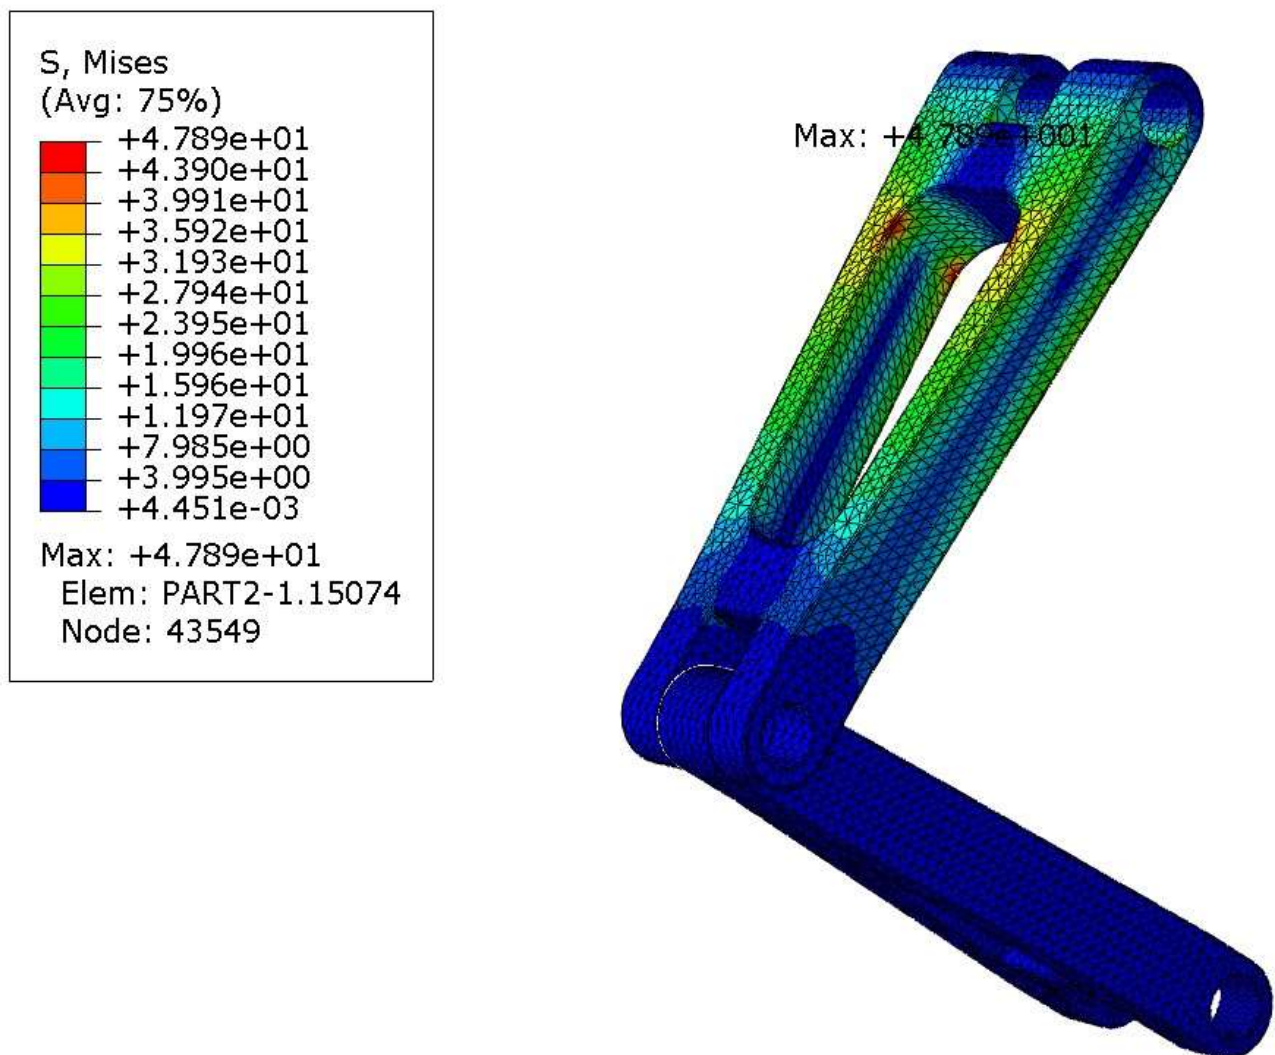 S, Mises
(Avg: 75%)
+4.789e+01
+4.390e+01
+3.991e+01
+3.592e+01
+3.193e+01
+2.794e+01
+2.395e+01
+1.996e+01
+1.596e+01
+1.197e+01
+7.985e+00
+3.995e+00
+4.451e-03
Max: +4.789e+01
Elem: PART2-1.15074
Node: 43549
Max: +4.789e+001